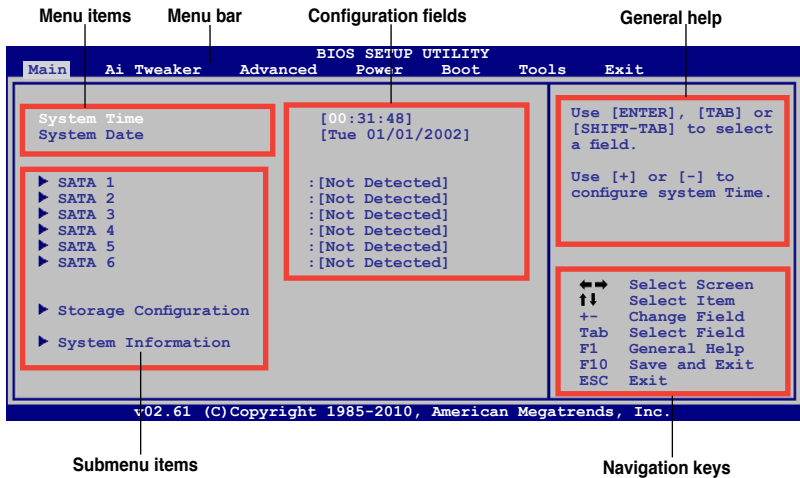 Menu items Menu bar Configuration fields General help
BIOS SETUP UTILITY
Main Ai Tweaker Advanced Power Boot Tools Exit
System Time [00:31:48]
System Date [Tue 01/01/2002]
SATA 1 :[Not Detected]
SATA 2 :[Not Detected]
SATA 3 :[Not Detected]
SATA 4 :[Not Detected]
SATA 5 :[Not Detected]
SATA 6 :[Not Detected]
Storage Configuration
System Information
Use [ENTER], [TAB] or
[SHIFT-TAB] to select
a field.
Use [+] or [-] to
configure system Time.
←→ Select Screen
↑↓ Select Item
+- Change Field
Tab Select Field
F1 General Help
F10 Save and Exit
ESC Exit
v02.61 (C)Copyright 1985-2010, American Megatrends, Inc.
Submenu items Navigation keys